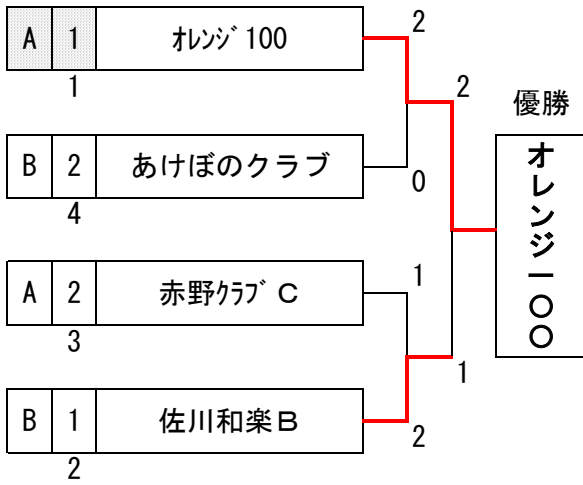 A 1 ｵﾚﾝｼﾞ100 2
1 2
優勝
B 2 あけぼのクラブ 0
4
オレンジ一〇〇
A 2 赤野ｸﾗﾌﾞ C 1
3
1
B 1 佐川和楽B 2
2